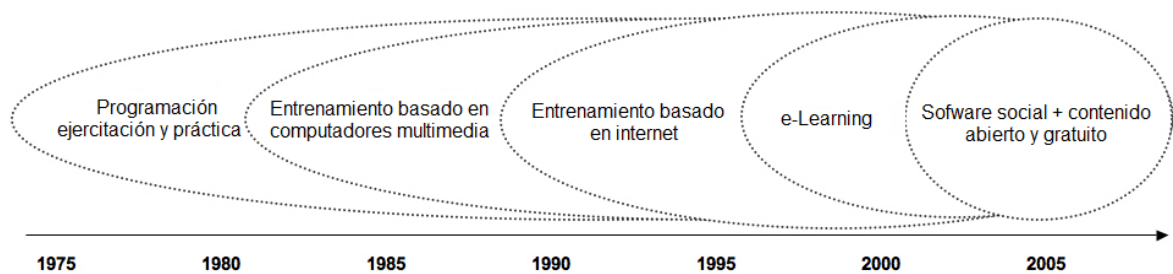 Programación
ejercitación y práctica
Entrenamiento basado en
computadores multimedia
Entrenamiento basado
en internet
e-Learning
Sofware social + contenido
abierto y gratuito
1975
1980
1985
1990
1995
2000
2005